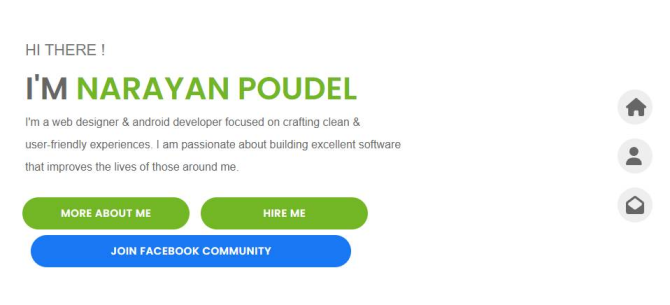 HI THERE !
I'M NARAYAN POUDEL
I'm a web designer & android developer focused on crafting clean &
user-friendly experiences. I am passionate about building excellent software
that improves the lives of those around me.
MORE ABOUT ME
HIRE ME
JOIN FACEBOOK COMMUNITY